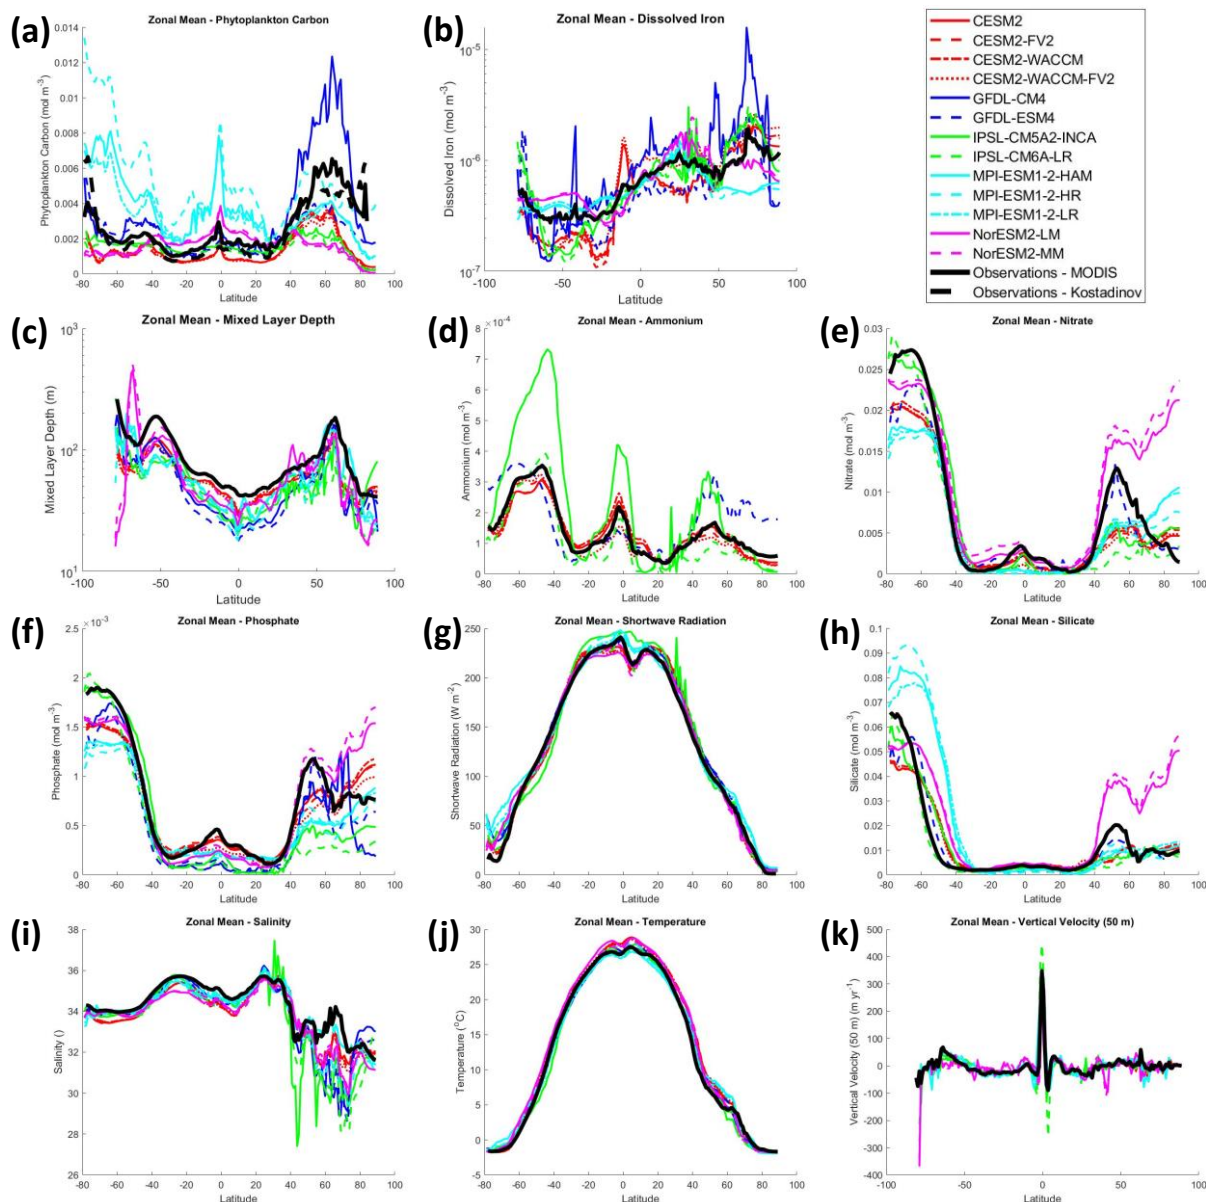 (a)
Zonal Mean - Phytoplankton Carbon
Phytoplankton Carbon (mol m-3)
0.014
0.012
0.01
0.008
0.006
0.004
0.002
0
-80 -60 -40 -20 0 20 40 60 80 100
Latitude
(b)
Zonal Mean - Dissolved Iron
Dissolved Iron (mol m-3)
10-5
10-6
10-7
-100 -50 0 50 100
Latitude
CESM2
CESM2-FV2
CESM2-WACCM
CESM2-WACCM-FV2
GFDL-CM4
GFDL-ESM4
IPSL-CM5A2-INCA
IPSL-CM6A-LR
MPI-ESM1-2-HAM
MPI-ESM1-2-HR
MPI-ESM1-2-LR
NorESM2-LM
NorESM2-MM
Observations - MODIS
Observations - Kostadinov
(c)
Zonal Mean - Mixed Layer Depth
Mixed Layer Depth (m)
103
102
101
-100 -50 0 50 100
Latitude
(d)
Zonal Mean - Ammonium
×10-4
Ammonium (mol m-3)
8
7
6
5
4
3
2
1
0
-80 -60 -40 -20 0 20 40 60 80 100
Latitude
(e)
Zonal Mean - Nitrate
Nitrate (mol m-3)
0.03
0.025
0.02
0.015
0.01
0.005
0
-80 -60 -40 -20 0 20 40 60 80 100
Latitude
(f)
Zonal Mean - Phosphate
×10-3
Phosphate (mol m-3)
2.5
2
1.5
1
0.5
0
-80 -60 -40 -20 0 20 40 60 80 100
Latitude
(g)
Zonal Mean - Shortwave Radiation
Shortwave Radiation (W m-2)
250
200
150
100
50
0
-80 -60 -40 -20 0 20 40 60 80 100
Latitude
(h)
Zonal Mean - Silicate
Silicate (mol m-3)
0.1
0.09
0.08
0.07
0.06
0.05
0.04
0.03
0.02
0.01
0
-80 -60 -40 -20 0 20 40 60 80 100
Latitude
(i)
Zonal Mean - Salinity
Salinity ()
38
36
34
32
30
28
26
-80 -60 -40 -20 0 20 40 60 80 100
Latitude
(j)
Zonal Mean - Temperature
Temperature (°C)
30
25
20
15
10
5
0
-5
-80 -60 -40 -20 0 20 40 60 80 100
Latitude
(k)
Zonal Mean - Vertical Velocity (50 m)
Vertical Velocity (50 m) (m yr-1)
500
400
300
200
100
0
-100
-200
-300
-400
-100 -50 0 50 100
Latitude